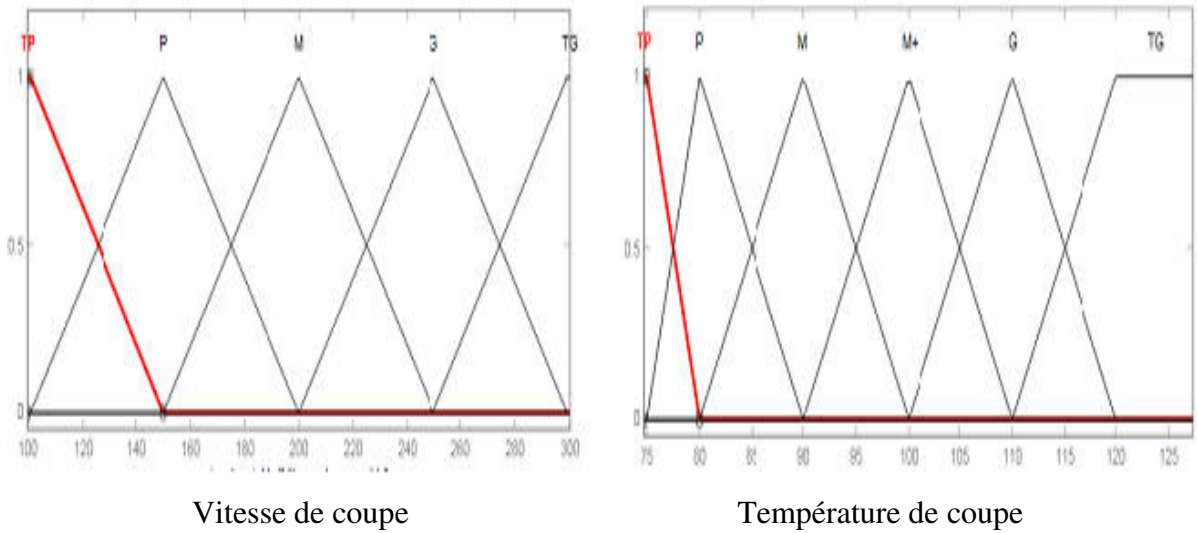 TP P M G TG
1
0.5
0
100 120 140 160 180 200 220 240 260 280 300
Vitesse de coupe
TP P M M+ G TG
1
0.5
0
75 80 85 90 95 100 105 110 115 120 125
Température de coupe